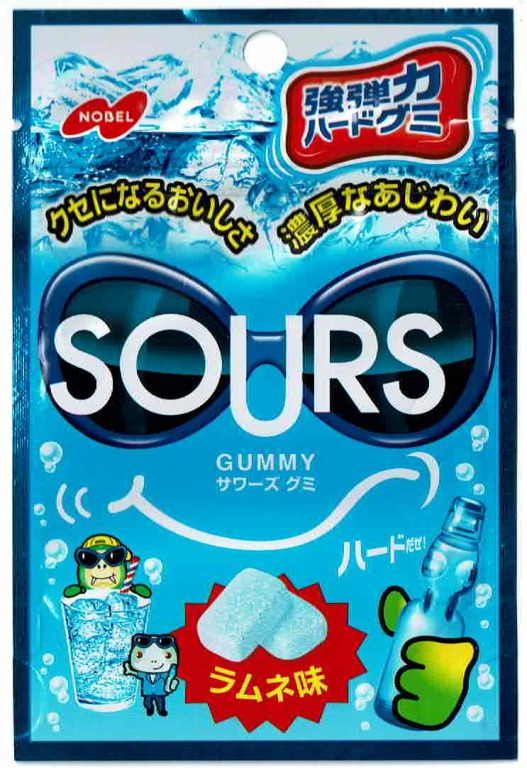 NOBEL
強弾力
ハードグミ
クセになるおいしさ
濃厚なあじわい
SOURS
GUMMY
サワーズ グミ
ハードだぜ!
ラムネ味